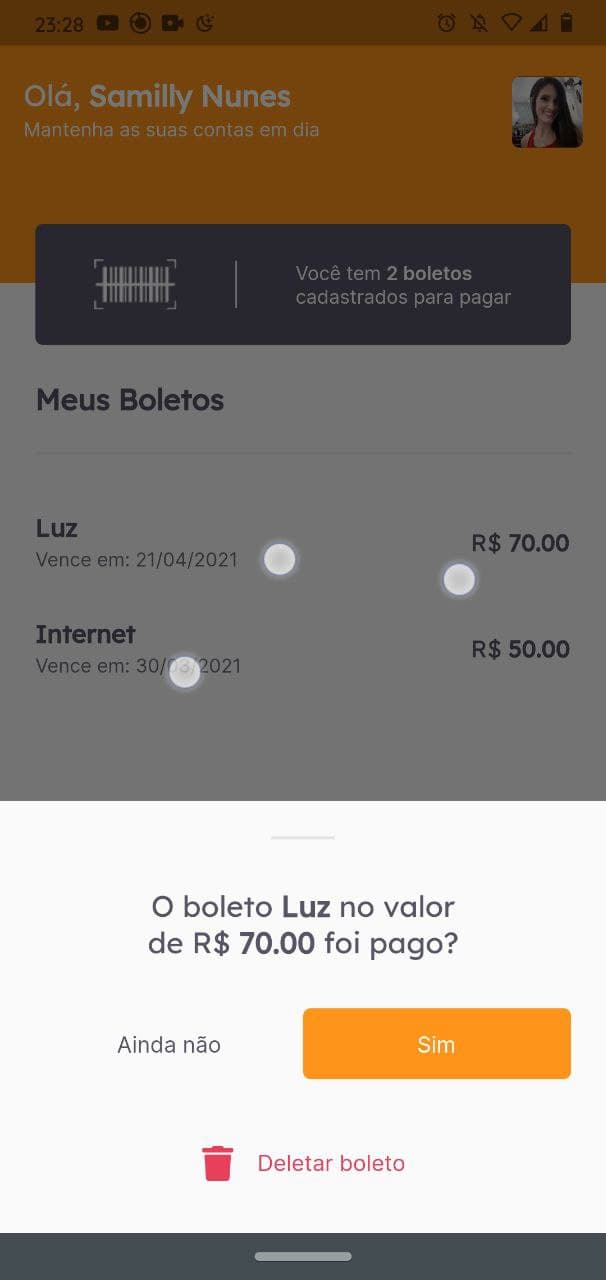 23:28
Olá, Samilly Nunes
Mantenha as suas contas em dia
Você tem 2 boletos
cadastrados para pagar
Meus Boletos
Luz
R$ 70.00
Vence em: 21/04/2021
Internet
R$ 50.00
Vence em: 30/03/2021
O boleto Luz no valor
de R$ 70.00 foi pago?
Ainda não
Sim
Deletar boleto